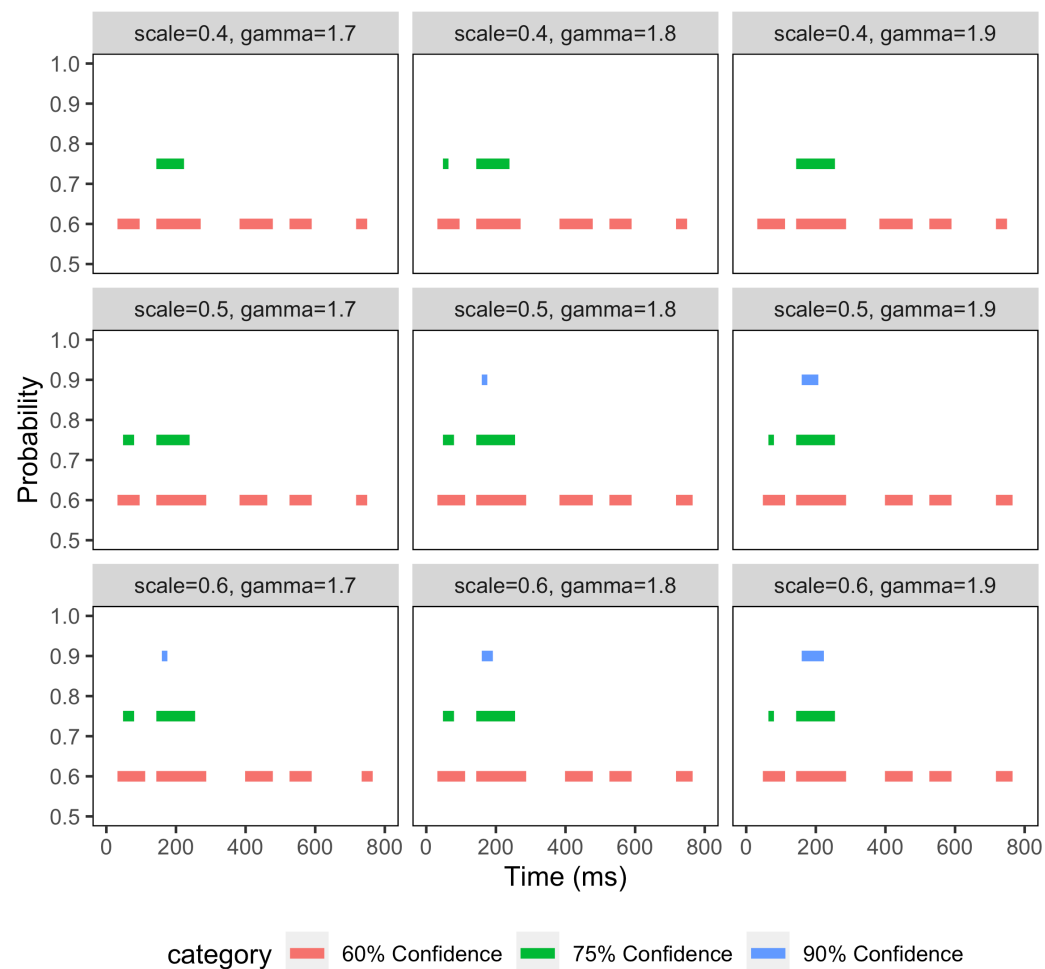 scale=0.4, gamma=1.7 scale=0.4, gamma=1.8 scale=0.4, gamma=1.9
1.0
0.9
0.8
0.7
0.6
0.5
scale=0.5, gamma=1.7 scale=0.5, gamma=1.8 scale=0.5, gamma=1.9
1.0
0.9
0.8
0.7
0.6
0.5
Probability
scale=0.6, gamma=1.7 scale=0.6, gamma=1.8 scale=0.6, gamma=1.9
1.0
0.9
0.8
0.7
0.6
0.5
0 200 400 600 800 0 200 400 600 800 0 200 400 600 800
Time (ms)
category 60% Confidence 75% Confidence 90% Confidence